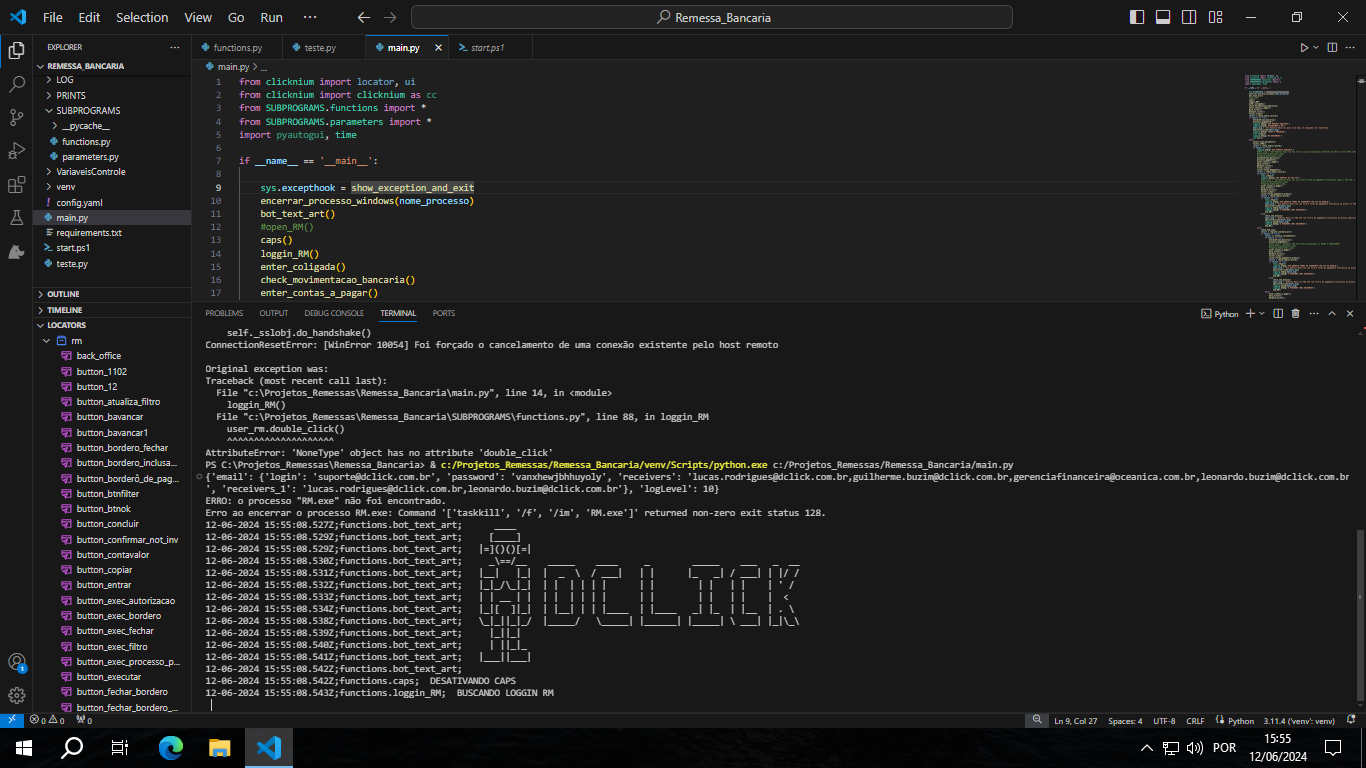 File Edit Selection View Go Run ··· Remessa_Bancaria
EXPLORER ···
REMESSA_BANCARIA
LOG
PRINTS
SUBPROGRAMS
__pycache__
functions.py
parameters.py
VariaveisControle
venv
config.yaml
main.py
requirements.txt
start.ps1
teste.py
OUTLINE
TIMELINE
LOCATORS
rm
back_office
button_1102
button_12
button_atualiza_filtro
button_bavancar
button_bavancar1
button_bordero_fechar
button_bordero_inclusa...
button_borderô_de_pag...
button_btnfilter
button_btnok
button_concluir
button_confirmar_not_inv
button_contavalor
button_copiar
button_entrar
button_exec_autorizacao
button_exec_bordero
button_exec_fechar
button_exec_filtro
button_exec_processo_p...
button_executar
button_fechar_bordero
button_fechar_bordero_...
functions.py teste.py main.py start.ps1
main.py > ...
1 from clicknium import locator, ui
2 from clicknium import clicknium as cc
3 from SUBPROGRAMS.functions import *
4 from SUBPROGRAMS.parameters import *
5 import pyautogui, time
6
7 if __name__ == '__main__':
8
9 sys.excepthook = show_exception_and_exit
10 encerrar_processo_windows(nome_processo)
11 bot_text_art()
12 #open_RM()
13 caps()
14 loggin_RM()
15 enter_coligada()
16 check_movimentacao_bancaria()
17 enter_contas_a_pagar()
PROBLEMS OUTPUT DEBUG CONSOLE TERMINAL PORTS Python
self._sslobj.do_handshake()
ConnectionResetError: [WinError 10054] Foi forçado o cancelamento de uma conexão existente pelo host remoto
Original exception was:
Traceback (most recent call last):
File "c:\Projetos_Remessas\Remessa_Bancaria\main.py", line 14, in <module>
loggin_RM()
File "c:\Projetos_Remessas\Remessa_Bancaria\SUBPROGRAMS\functions.py", line 88, in loggin_RM
user_rm.double_click()
^^^^^^^^^^^^^^^^^^^^
AttributeError: 'NoneType' object has no attribute 'double_click'
PS C:\Projetos_Remessas\Remessa_Bancaria> & c:/Projetos_Remessas/Remessa_Bancaria/venv/Scripts/python.exe c:/Projetos_Remessas/Remessa_Bancaria/main.py
{'email': {'login': 'suporte@dclick.com.br', 'password': 'vanxhewjbhhuyoly', 'receivers': 'lucas.rodrigues@dclick.com.br,guilherme.buzim@dclick.com.br,gerenciafinanceira@oceanica.com.br,leonardo.buzim@dclick.com.br
', 'receivers_1': 'lucas.rodrigues@dclick.com.br,leonardo.buzim@dclick.com.br'}, 'logLevel': 10}
ERRO: o processo "RM.exe" não foi encontrado.
Erro ao encerrar o processo RM.exe: Command '['taskkill', '/f', '/im', 'RM.exe']' returned non-zero exit status 128.
12-06-2024 15:55:08.527Z;functions.bot_text_art;
12-06-2024 15:55:08.529Z;functions.bot_text_art;
12-06-2024 15:55:08.529Z;functions.bot_text_art;
12-06-2024 15:55:08.530Z;functions.bot_text_art;
12-06-2024 15:55:08.531Z;functions.bot_text_art;
12-06-2024 15:55:08.532Z;functions.bot_text_art;
12-06-2024 15:55:08.533Z;functions.bot_text_art;
12-06-2024 15:55:08.534Z;functions.bot_text_art;
12-06-2024 15:55:08.538Z;functions.bot_text_art;
12-06-2024 15:55:08.539Z;functions.bot_text_art;
12-06-2024 15:55:08.540Z;functions.bot_text_art;
12-06-2024 15:55:08.541Z;functions.bot_text_art;
12-06-2024 15:55:08.542Z;functions.bot_text_art;
DCLICK
12-06-2024 15:55:08.542Z;functions.caps; DESATIVANDO CAPS
12-06-2024 15:55:08.543Z;functions.loggin_RM; BUSCANDO LOGGIN RM
0 0 0 Ln 9, Col 27 Spaces: 4 UTF-8 CRLF Python 3.11.4 ('venv': venv)
POR 15:55
12/06/2024